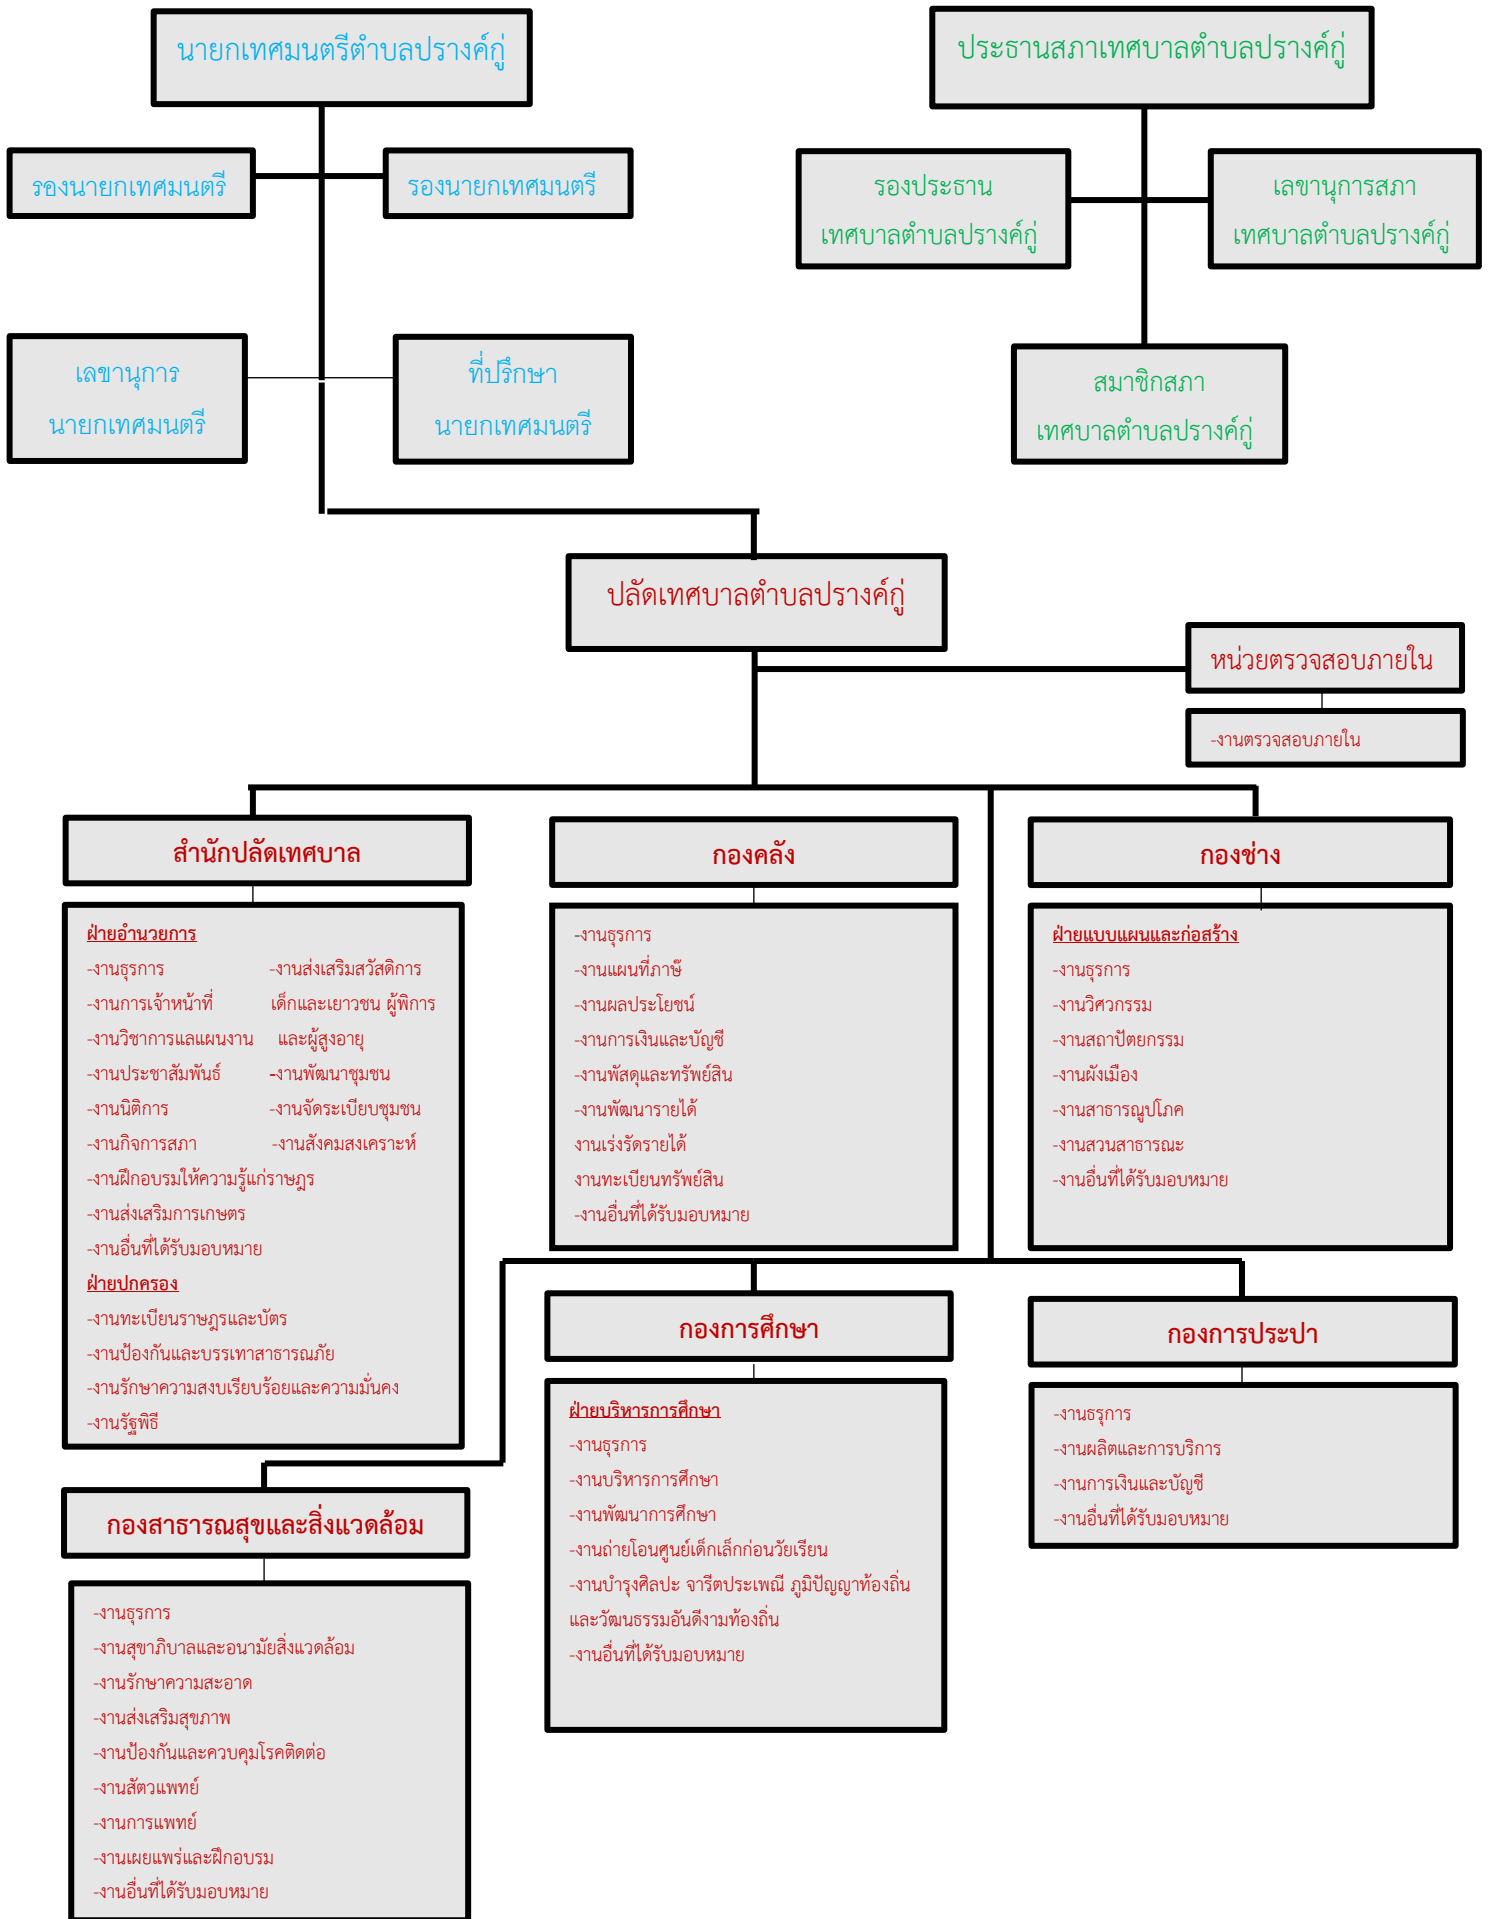 นายกเทศมนตรีตำบลปรางค์กู่
ประธานสภาเทศบาลตำบลปรางค์กู่
รองนายกเทศมนตรี
รองนายกเทศมนตรี
รองประธาน
เทศบาลตำบลปรางค์กู่
เลขานุการสภา
เทศบาลตำบลปรางค์กู่
เลขานุการ
นายกเทศมนตรี
ที่ปรึกษา
นายกเทศมนตรี
สมาชิกสภา
เทศบาลตำบลปรางค์กู่
ปลัดเทศบาลตำบลปรางค์กู่
หน่วยตรวจสอบภายใน
-งานตรวจสอบภายใน
สำนักปลัดเทศบาล
ฝ่ายอำนวยการ
-งานธุรการ
-งานการเจ้าหน้าที่
-งานวิชาการแลแผนงาน
-งานประชาสัมพันธ์
-งานนิติการ
-งานกิจการสภา
-งานส่งเสริมสวัสดิการ
เด็กและเยาวชน ผู้พิการ
และผู้สูงอายุ
-งานพัฒนาชุมชน
-งานจัดระเบียบชุมชน
-งานสังคมสงเคราะห์
-งานฝึกอบรมให้ความรู้แก่ราษฎร
-งานส่งเสริมการเกษตร
-งานอื่นที่ได้รับมอบหมาย
ฝ่ายปกครอง
-งานทะเบียนราษฎรและบัตร
-งานป้องกันและบรรเทาสาธารณภัย
-งานรักษาความสงบเรียบร้อยและความมั่นคง
-งานรัฐพิธี
กองคลัง
-งานธุรการ
-งานแผนที่ภาษ๊
-งานผลประโยชน์
-งานการเงินและบัญชี
-งานพัสดุและทรัพย์สิน
-งานพัฒนารายได้
งานเร่งรัดรายได้
งานทะเบียนทรัพย์สิน
-งานอื่นที่ได้รับมอบหมาย
กองช่าง
ฝ่ายแบบแผนและก่อสร้าง
-งานธุรการ
-งานวิศวกรรม
-งานสถาปัตยกรรม
-งานผังเมือง
-งานสาธารณูปโภค
-งานสวนสาธารณะ
-งานอื่นที่ได้รับมอบหมาย
กองการศึกษา
ฝ่ายบริหารการศึกษา
-งานธุรการ
-งานบริหารการศึกษา
-งานพัฒนาการศึกษา
-งานถ่ายโอนศูนย์เด็กเล็กก่อนวัยเรียน
-งานบำรุงศิลปะ จารีตประเพณี ภูมิปัญญาท้องถิ่น
และวัฒนธรรมอันดีงามท้องถิ่น
-งานอื่นที่ได้รับมอบหมาย
กองการประปา
-งานธรุการ
-งานผลิตและการบริการ
-งานการเงินและบัญชี
-งานอื่นที่ได้รับมอบหมาย
กองสาธารณสุขและสิ่งแวดล้อม
-งานธุรการ
-งานสุขาภิบาลและอนามัยสิ่งแวดล้อม
-งานรักษาความสะอาด
-งานส่งเสริมสุขภาพ
-งานป้องกันและควบคุมโรคติดต่อ
-งานสัตวแพทย์
-งานการแพทย์
-งานเผยแพร่และฝึกอบรม
-งานอื่นที่ได้รับมอบหมาย